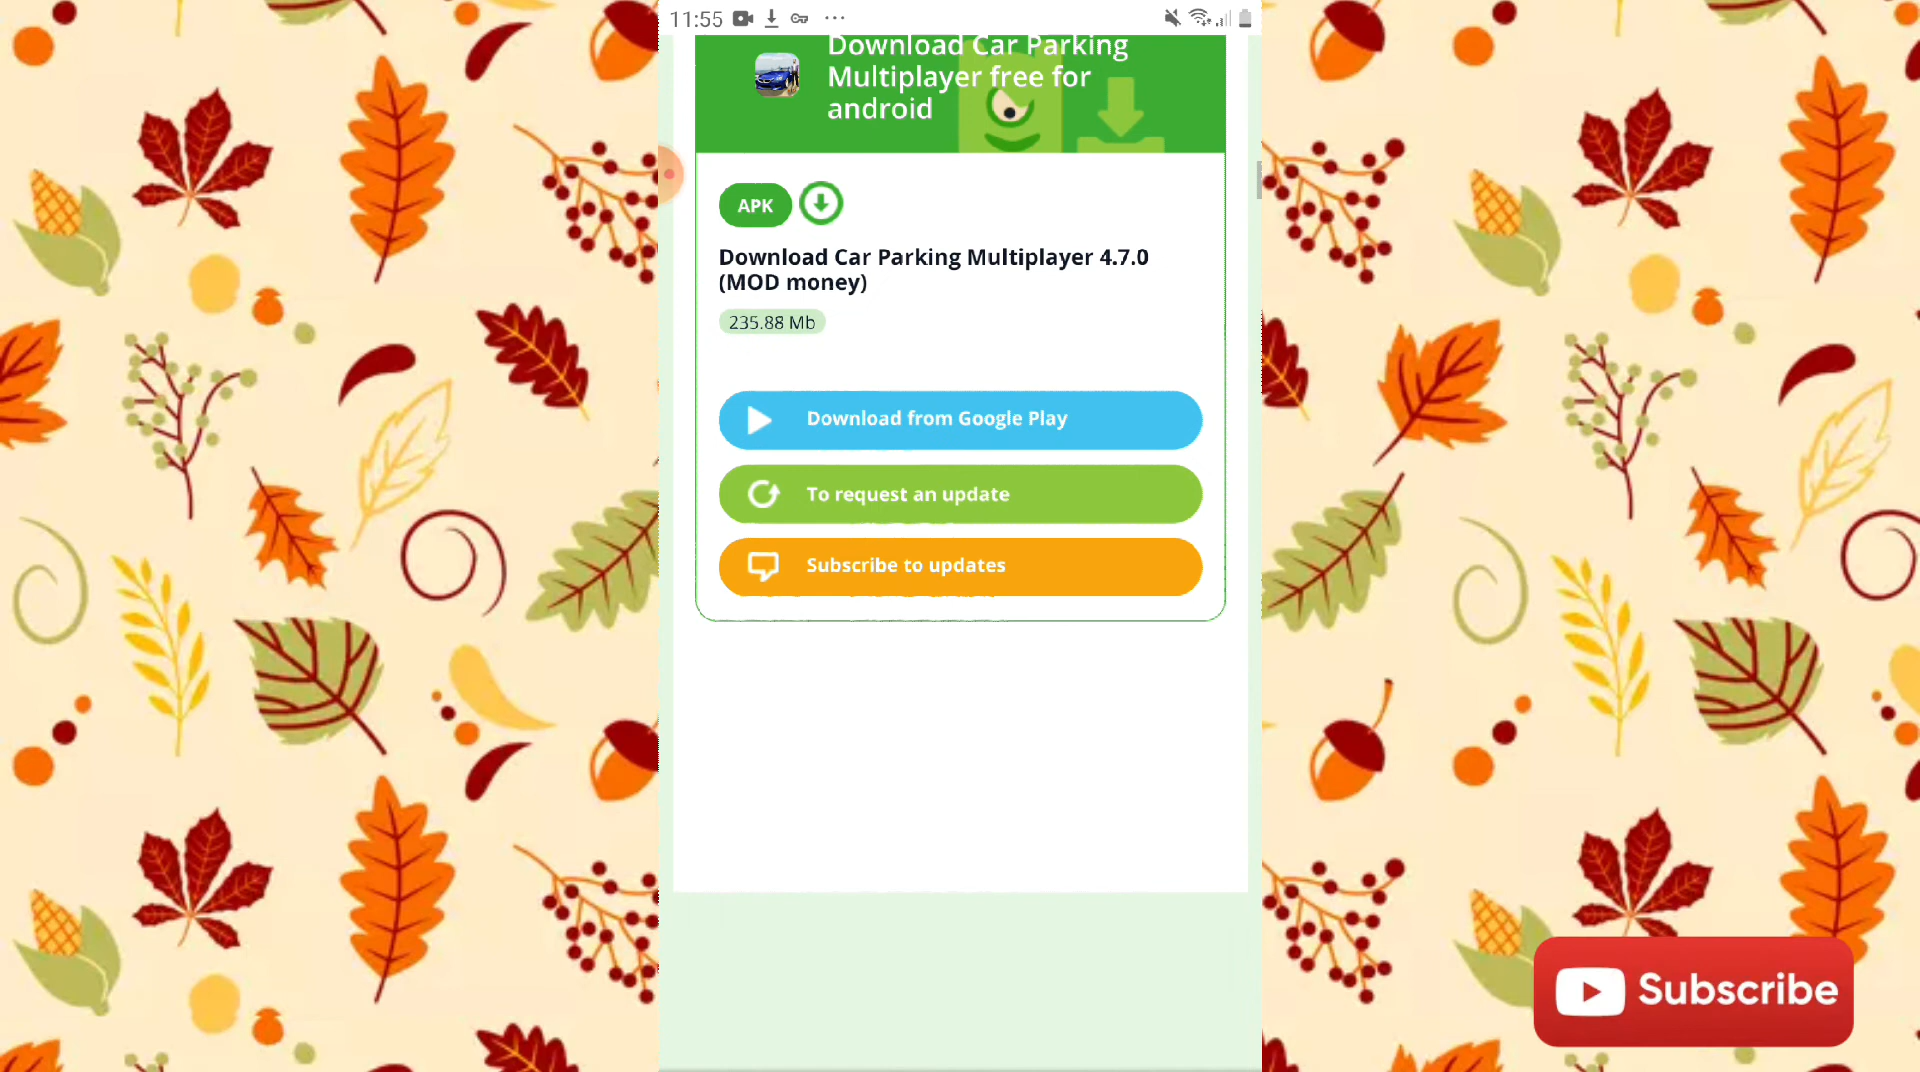 11:55
Download Car Parking
Multiplayer free for
android
APK
Download Car Parking Multiplayer 4.7.0
(MOD money)
235.88 Mb
Download from Google Play
To request an update
Subscribe to updates
Subscribe